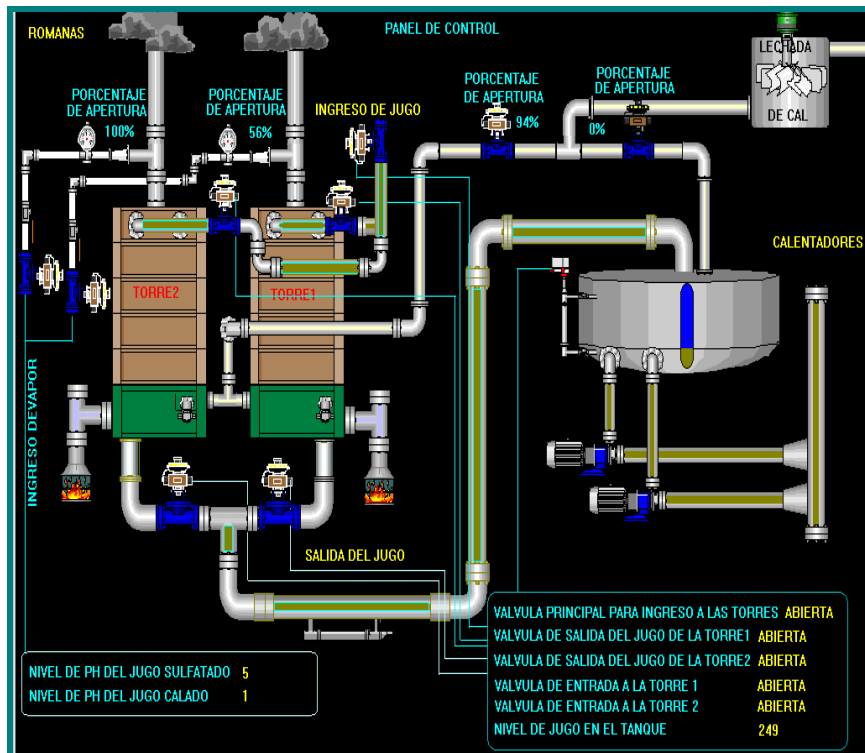 ROMANAS
PANEL DE CONTROL
LECHADA
DE CAL
PORCENTAJE
DE APERTURA
100%
PORCENTAJE
DE APERTURA
56%
INGRESO DE JUGO
PORCENTAJE
DE APERTURA
94%
PORCENTAJE
DE APERTURA
0%
CALENTADORES
TORRE2
TORRE1
INGRESO DEVAPOR
SALIDA DEL JUGO
NIVEL DE PH DEL JUGO SULFATADO 5
NIVEL DE PH DEL JUGO CALADO 1
VALVULA PRINCIPAL PARA INGRESO A LAS TORRES ABIERTA
VALVULA DE SALIDA DEL JUGO DE LA TORRE1 ABIERTA
VALVULA DE SALIDA DEL JUGO DE LA TORRE2 ABIERTA
VALVULA DE ENTRADA A LA TORRE 1 ABIERTA
VALVULA DE ENTRADA A LA TORRE 2 ABIERTA
NIVEL DE JUGO EN EL TANQUE 249